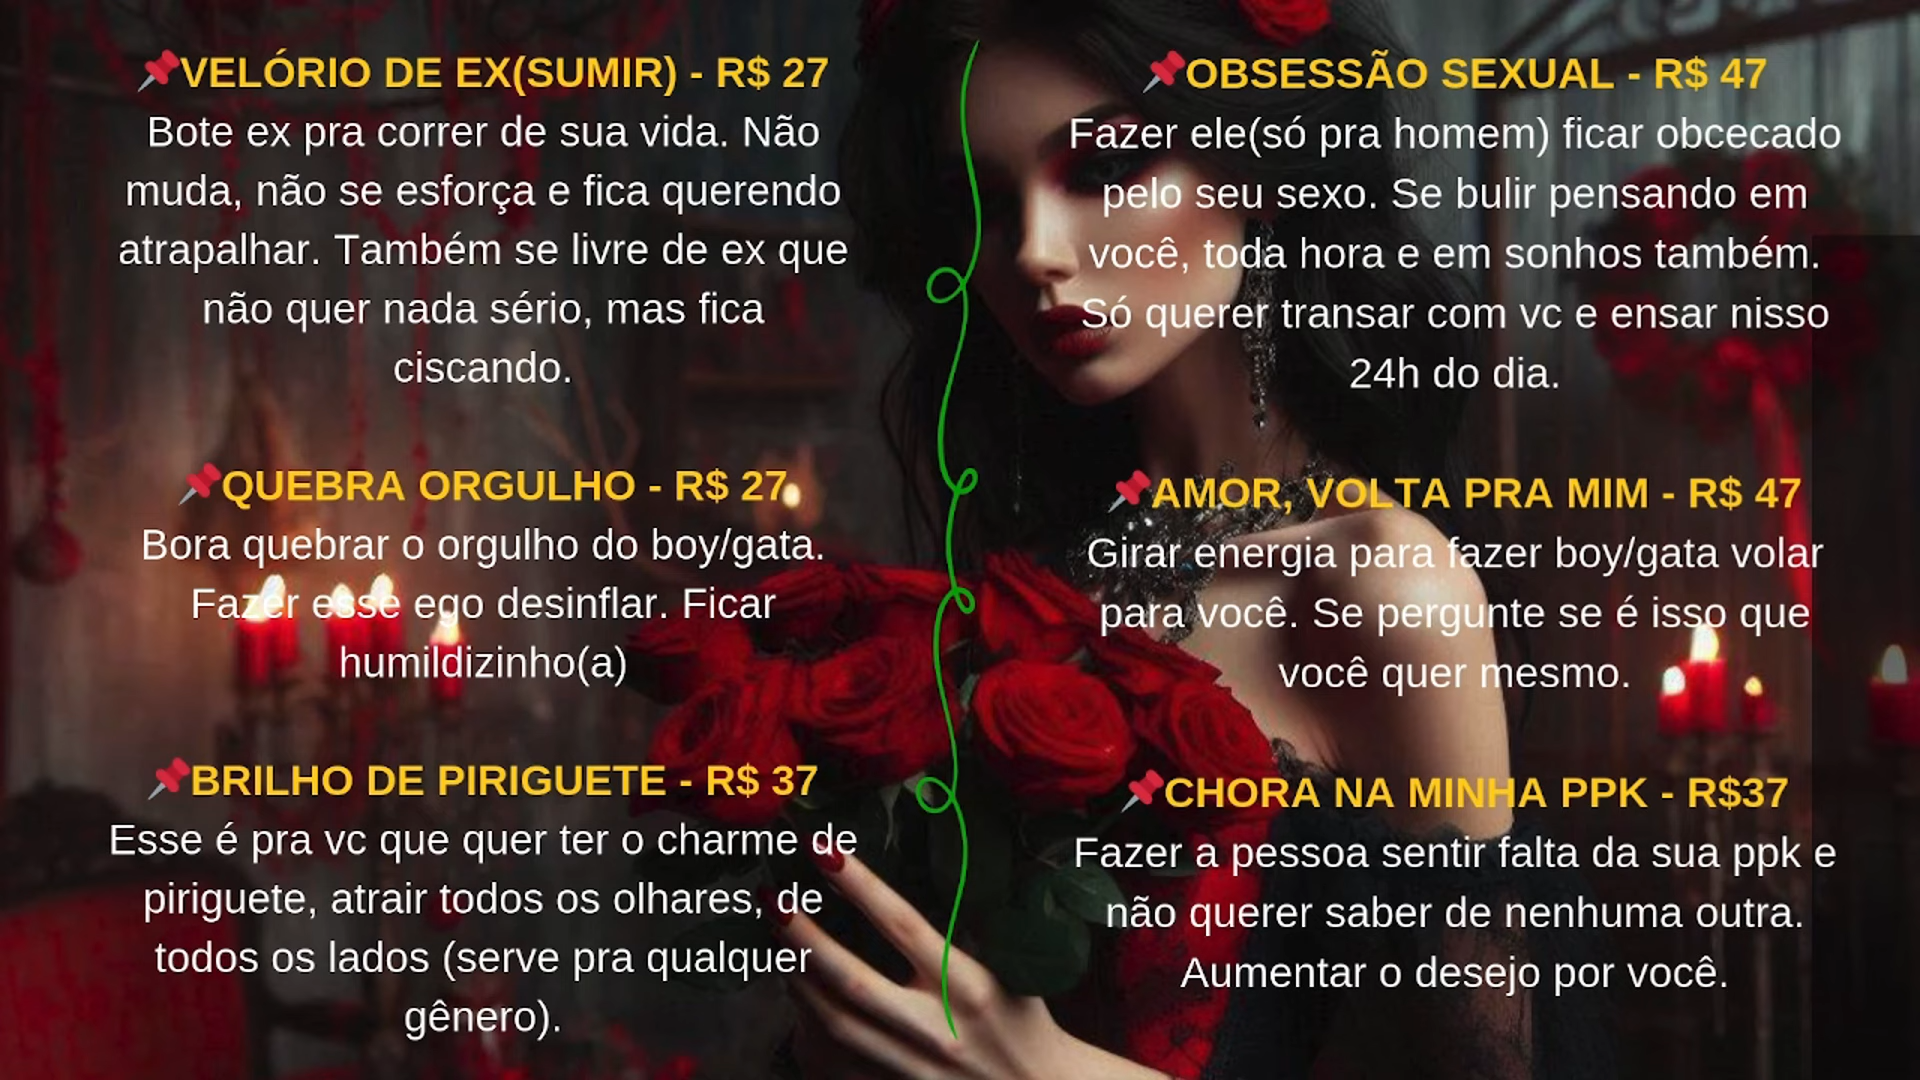 📌VELÓRIO DE EX(SUMIR) - R$ 27
Bote ex pra correr de sua vida. Não
muda, não se esforça e fica querendo
atrapalhar. Também se livre de ex que
não quer nada sério, mas fica
ciscando.
📌QUEBRA ORGULHO - R$ 27
Bora quebrar o orgulho do boy/gata.
Fazer esse ego desinflar. Ficar
humildizinho(a)
📌BRILHO DE PIRIGUETE - R$ 37
Esse é pra vc que quer ter o charme de
piriguete, atrair todos os olhares, de
todos os lados (serve pra qualquer
gênero).
📌OBSESSÃO SEXUAL - R$ 47
Fazer ele(só pra homem) ficar obcecado
pelo seu sexo. Se bulir pensando em
você, toda hora e em sonhos também.
Só querer transar com vc e ensar nisso
24h do dia.
📌AMOR, VOLTA PRA MIM - R$ 47
Girar energia para fazer boy/gata volar
para você. Se pergunte se é isso que
você quer mesmo.
📌CHORA NA MINHA PPK - R$37
Fazer a pessoa sentir falta da sua ppk e
não querer saber de nenhuma outra.
Aumentar o desejo por você.